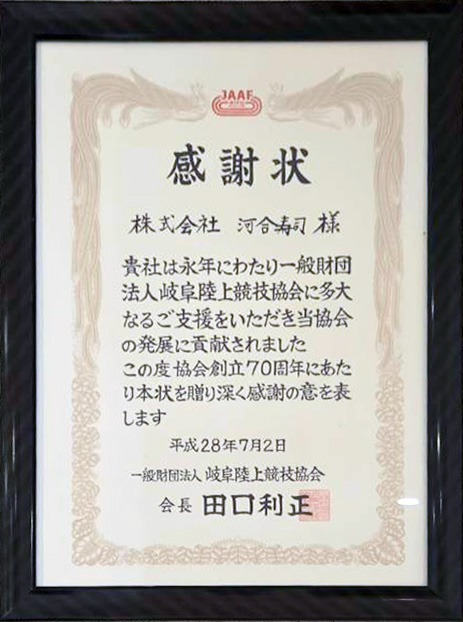 JAAF
感謝状
株式会社 河合寿司 様
貴社は永年にわたり一般財団
法人岐阜陸上競技協会に多大
なるご支援をいただき当協会
の発展に貢献されました
この度協会創立70周年にあた
り本状を贈り深く感謝の意を表
します
平成28年7月2日
一般財団法人 岐阜陸上競技協会
会長 田口利正